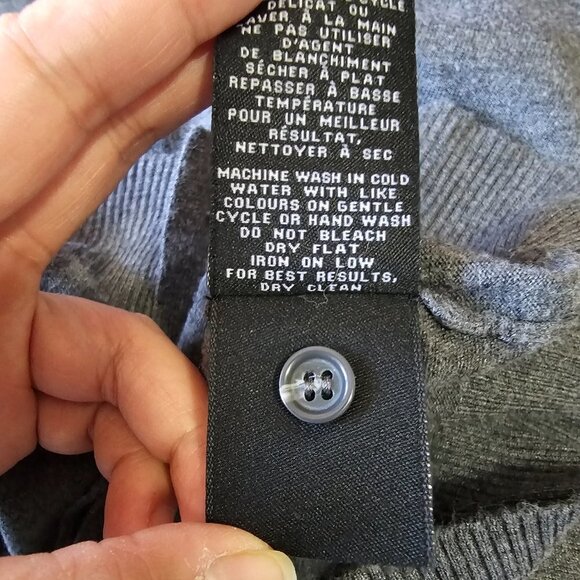 CYCLE
DÉLICAT OU
LAVER À LA MAIN
NE PAS UTILISER
D'AGENT
DE BLANCHIMENT
SÉCHER À PLAT
REPASSER À BASSE
TEMPÉRATURE
POUR UN MEILLEUR
RÉSULTAT,
NETTOYER À SEC
MACHINE WASH IN COLD
WATER WITH LIKE
COLOURS ON GENTLE
CYCLE OR HAND WASH
DO NOT BLEACH
DRY FLAT
IRON ON LOW
FOR BEST RESULTS,
DRY CLEAN